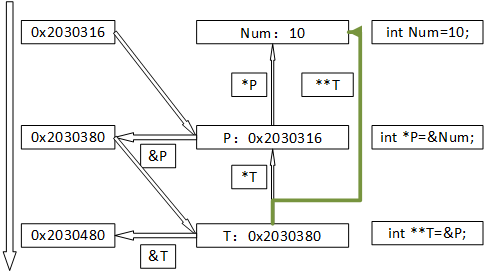 0x2030316
Num：10
int Num=10;
*P
**T
0x2030380
P：0x2030316
int *P=&Num;
&P
*T
0x2030480
T：0x2030380
int **T=&P;
&T